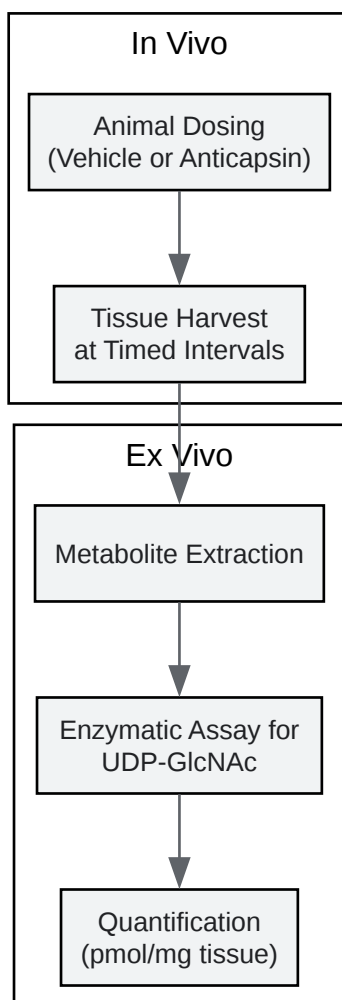 In Vivo
Animal Dosing
(Vehicle or Anticapsin)
Tissue Harvest
at Timed Intervals
Ex Vivo
Metabolite Extraction
Enzymatic Assay for
UDP-GlcNAc
Quantification
(pmol/mg tissue)